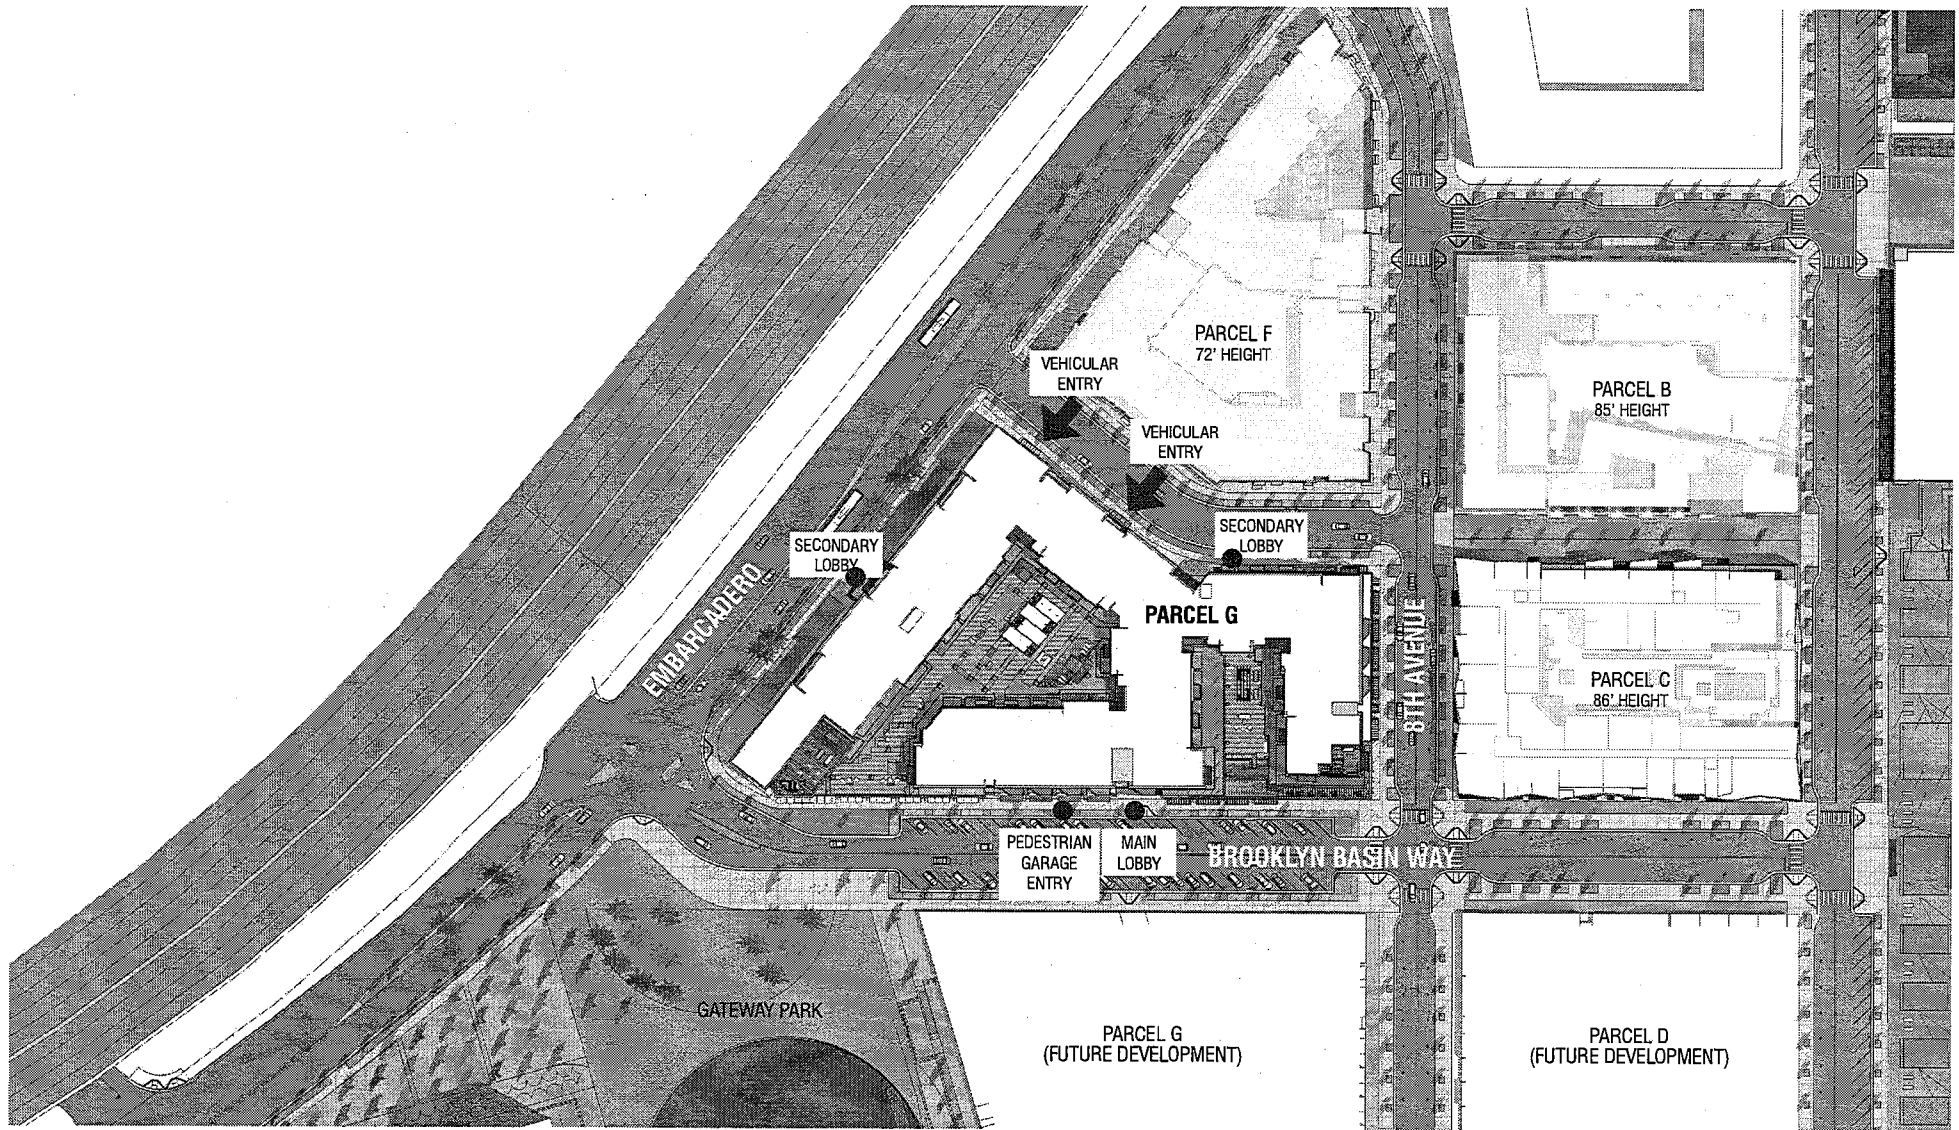 PARCEL F
72' HEIGHT
VEHICULAR
ENTRY
PARCEL B
85' HEIGHT
VEHICULAR
ENTRY
SECONDARY
LOBBY
SECONDARY
LOBBY
EMBARCADERO
PARCEL G
8TH AVENUE
PARCEL C
86' HEIGHT
PEDESTRIAN
GARAGE
ENTRY
MAIN
LOBBY
BROOKLYN BASIN WAY
GATEWAY PARK
PARCEL G
(FUTURE DEVELOPMENT)
PARCEL D
(FUTURE DEVELOPMENT)